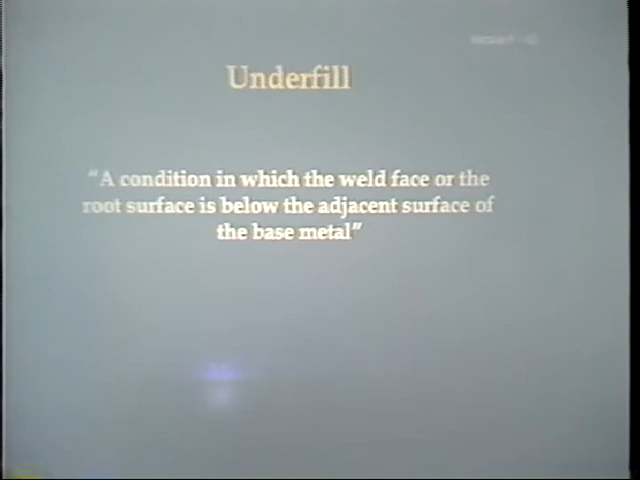 Underfill
"A condition in which the weld face or the
root surface is below the adjacent surface of
the base metal"